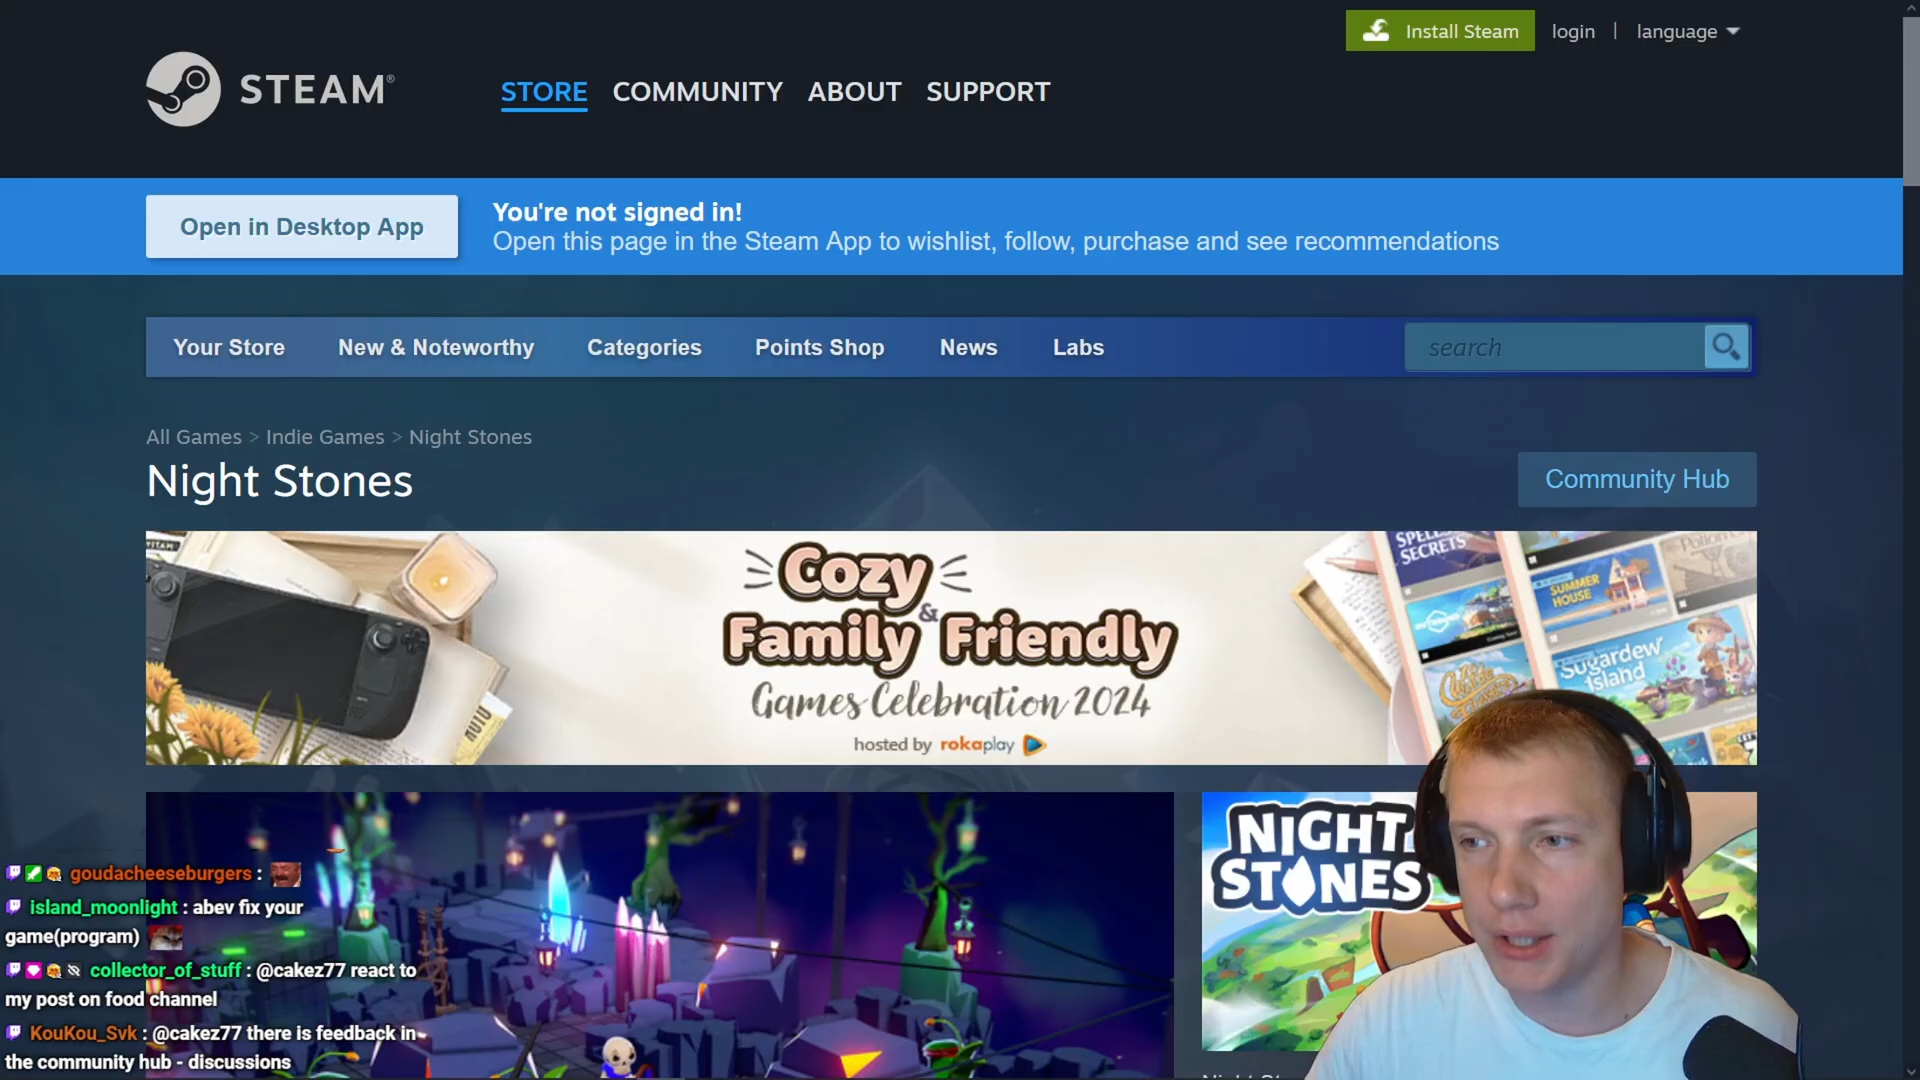 Install Steam
login
|
language
STEAM®
STORE
COMMUNITY
ABOUT
SUPPORT
Open in Desktop App
You're not signed in!
Open this page in the Steam App to wishlist, follow, purchase and see recommendations
Your Store
New & Noteworthy
Categories
Points Shop
News
Labs
search
All Games > Indie Games > Night Stones
Night Stones
Community Hub
Cozy
&
Family Friendly
Games Celebration 2024
hosted by rokaplay
SECRETS
SUMMER
HOUSE
Sugardew
Island
NIGHT
STONES
goudacheeseburgers :
island_moonlight : abev fix your
game(program)
collector_of_stuff : @cakez77 react to
my post on food channel
KouKou_Svk : @cakez77 there is feedback in
the community hub - discussions